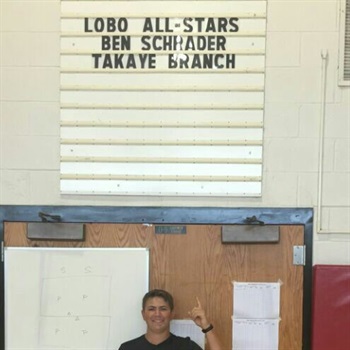 LOBO ALL-STARS
BEN SCHRADER
TAKAYE BRANCH